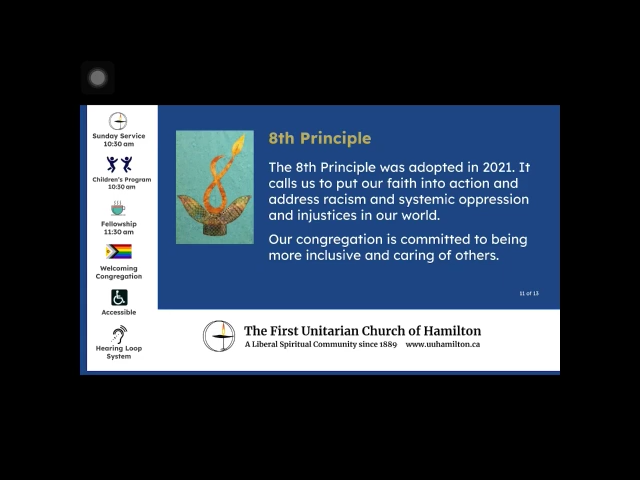 Sunday Service
10:30 am
Children's Program
10:30 am
Fellowship
11:30 am
Welcoming
Congregation
Accessible
Hearing Loop
System
8th Principle
The 8th Principle was adopted in 2021. It
calls us to put our faith into action and
address racism and systemic oppression
and injustices in our world.
Our congregation is committed to being
more inclusive and caring of others.
11 of 13
The First Unitarian Church of Hamilton
A Liberal Spiritual Community since 1889 www.uuhamilton.ca